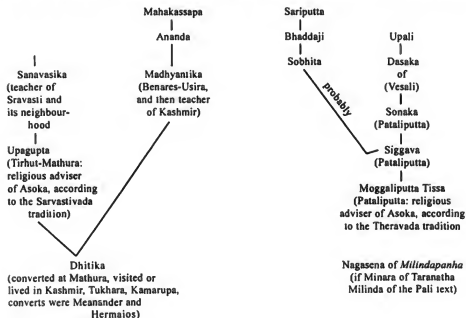 Mahakassapa
Ananda
Sanavasika
(teacher of
Sravasti and
its neighbour-
hood
Upagupta
(Tirhut-Mathura:
religious adviser
of Asoka, according
to the Sarvastivada
tradition)
Madhyantika
(Benares-Usira,
and then teacher
of Kashmir)
Dhitika
(converted at Mathura, visited or
lived in Kashmir, Tukhara, Kamarupa,
converts were Meanander and
Hermajos)
Sariputta
Bhaddaji
Sobhita
probably
Upali
Dasaka
of
(Vesali)
Sonaka
(Pataliputta)
Siggava
(Pataliputta)
Moggaliputta Tissa
(Pataliputta: religious
adviser of Asoka, according
to the Theravada tradition
Nagasena of Milindapanha
(if Minara of Taranatha
Milinda of the Pali text)